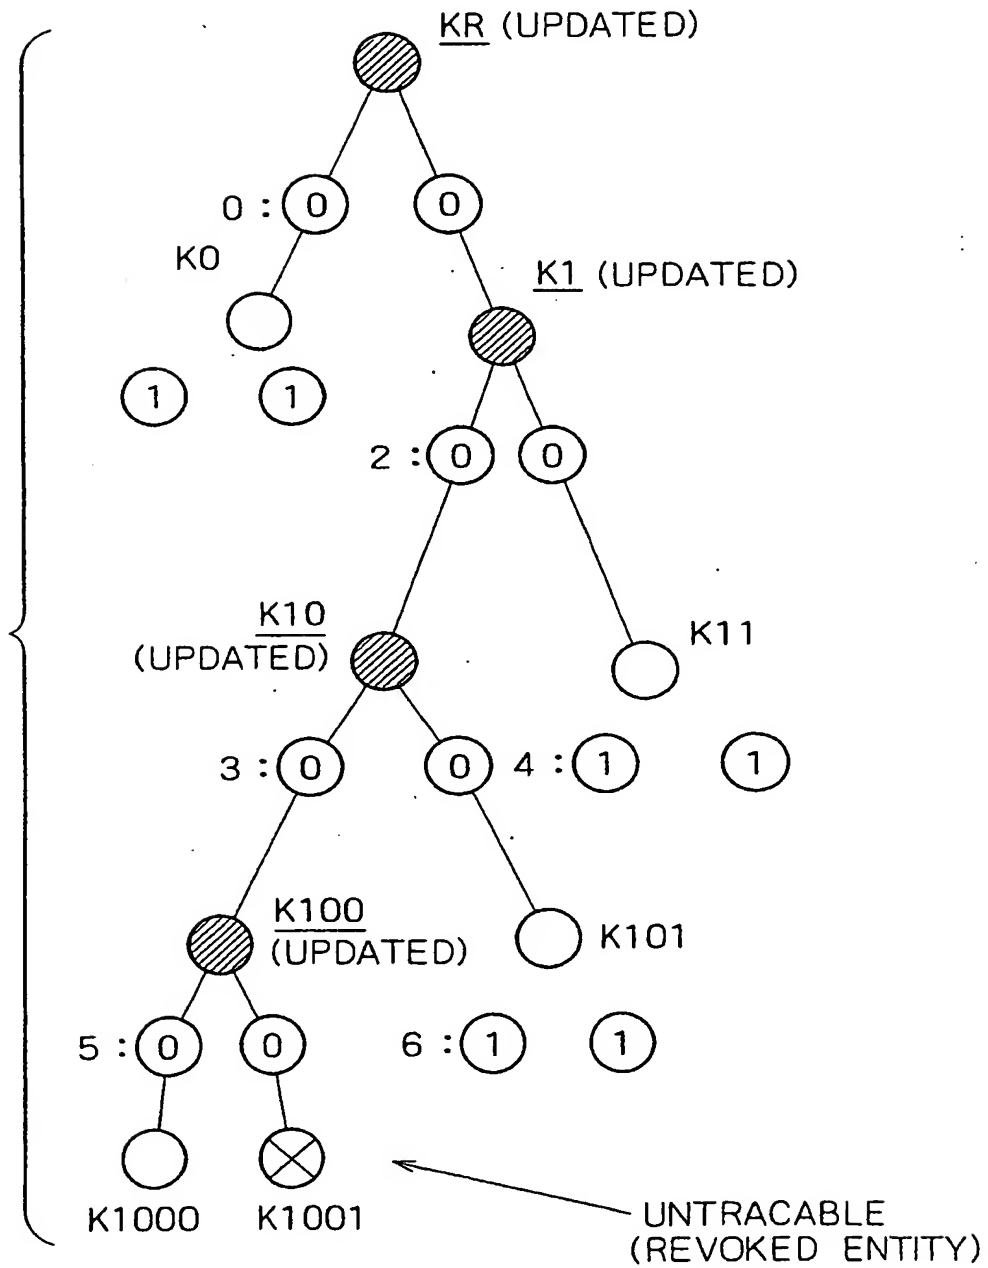 KR (UPDATED)
0 : 0 0
K0
K1 (UPDATED)
1 1
2 : 0 0
K10
(UPDATED)
K11
3 : 0 0 4 : 1 1
K100
(UPDATED)
K101
5 : 0 0 6 : 1 1
K1000 K1001
UNTRACABLE
(REVOKED ENTITY)